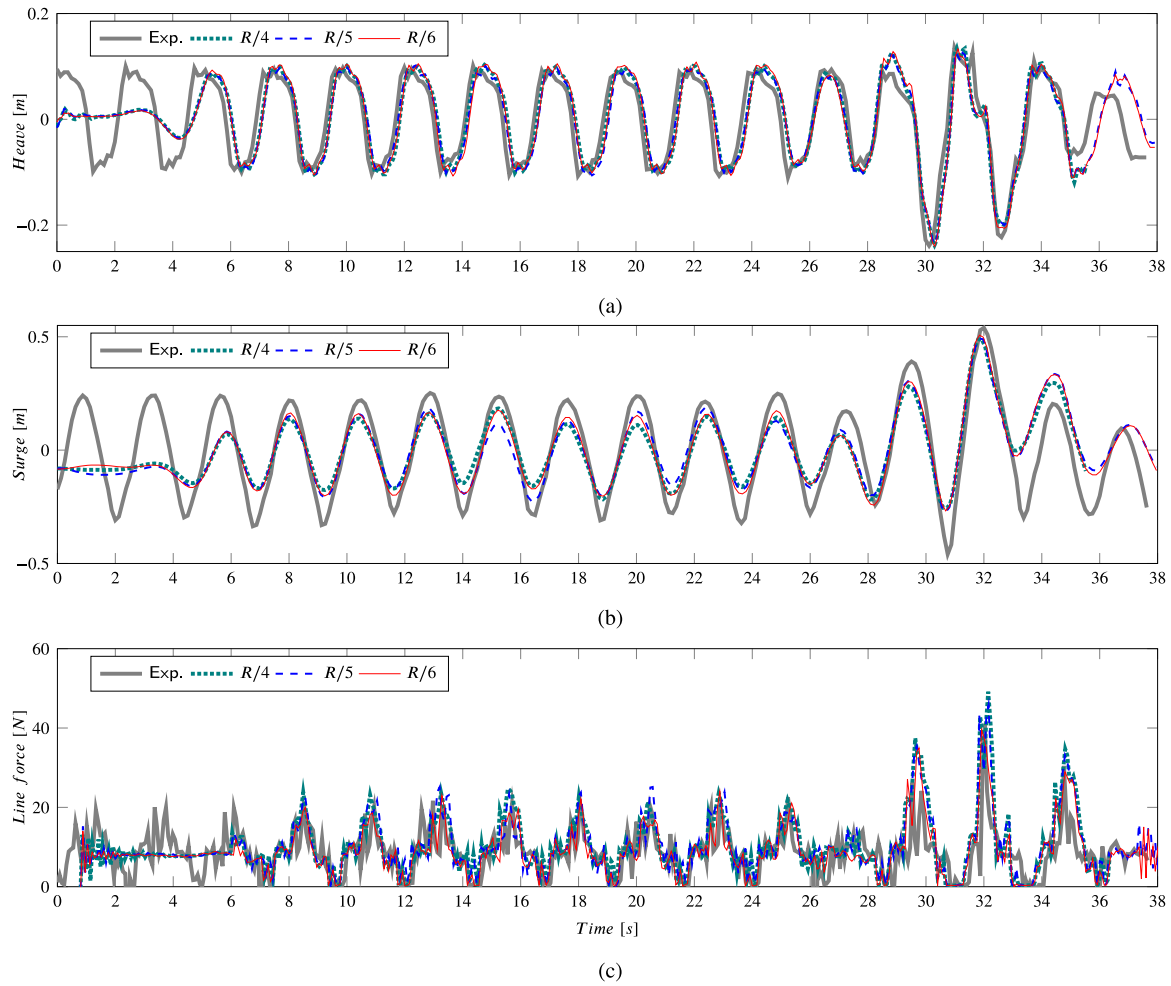 0.2
0
−0.2
Heave [m]
Exp. R/4 R/5 R/6
0 2 4 6 8 10 12 14 16 18 20 22 24 26 28 30 32 34 36 38
(a)
0.5
0
−0.5
Surge [m]
Exp. R/4 R/5 R/6
0 2 4 6 8 10 12 14 16 18 20 22 24 26 28 30 32 34 36 38
(b)
60
40
20
0
Line force [N]
Exp. R/4 R/5 R/6
0 2 4 6 8 10 12 14 16 18 20 22 24 26 28 30 32 34 36 38
Time [s]
(c)